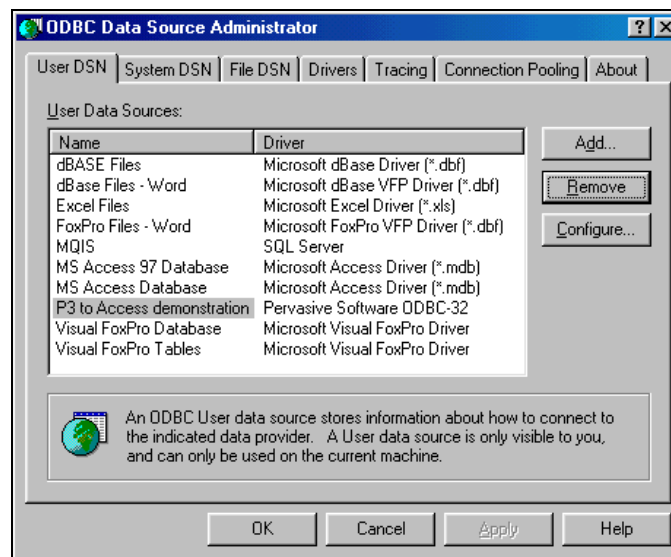 ODBC Data Source Administrator
User DSN System DSN File DSN Drivers Tracing Connection Pooling About
User Data Sources:
Name Driver
dBASE Files Microsoft dBase Driver (*.dbf)
dBase Files - Word Microsoft dBase VFP Driver (*.dbf)
Excel Files Microsoft Excel Driver (*.xls)
FoxPro Files - Word Microsoft FoxPro VFP Driver (*.dbf)
MQIS SQL Server
MS Access 97 Database Microsoft Access Driver (*.mdb)
MS Access Database Microsoft Access Driver (*.mdb)
P3 to Access demonstration Pervasive Software ODBC-32
Visual FoxPro Database Microsoft Visual FoxPro Driver
Visual FoxPro Tables Microsoft Visual FoxPro Driver
Add...
Remove
Configure...
An ODBC User data source stores information about how to connect to
the indicated data provider. A User data source is only visible to you,
and can only be used on the current machine.
OK Cancel Apply Help